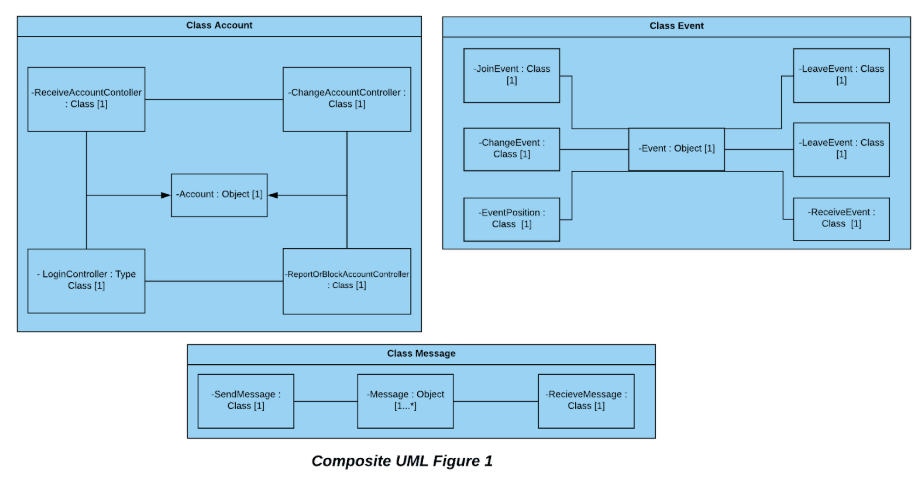 Class Account
-ReceiveAccountContoller
: Class [1]
-ChangeAccountController :
Class [1]
-Account : Object [1]
- LoginController : Type
Class [1]
-ReportOrBlockAccountController
: Class [1]
Class Event
-JoinEvent : Class
[1]
-LeaveEvent : Class
[1]
-ChangeEvent :
Class [1]
-Event : Object [1]
-LeaveEvent : Class
[1]
-EventPosition :
Class [1]
-ReceiveEvent :
Class [1]
Class Message
-SendMessage :
Class [1]
-Message : Object
[1...*]
-RecieveMessage :
Class [1]
Composite UML Figure 1